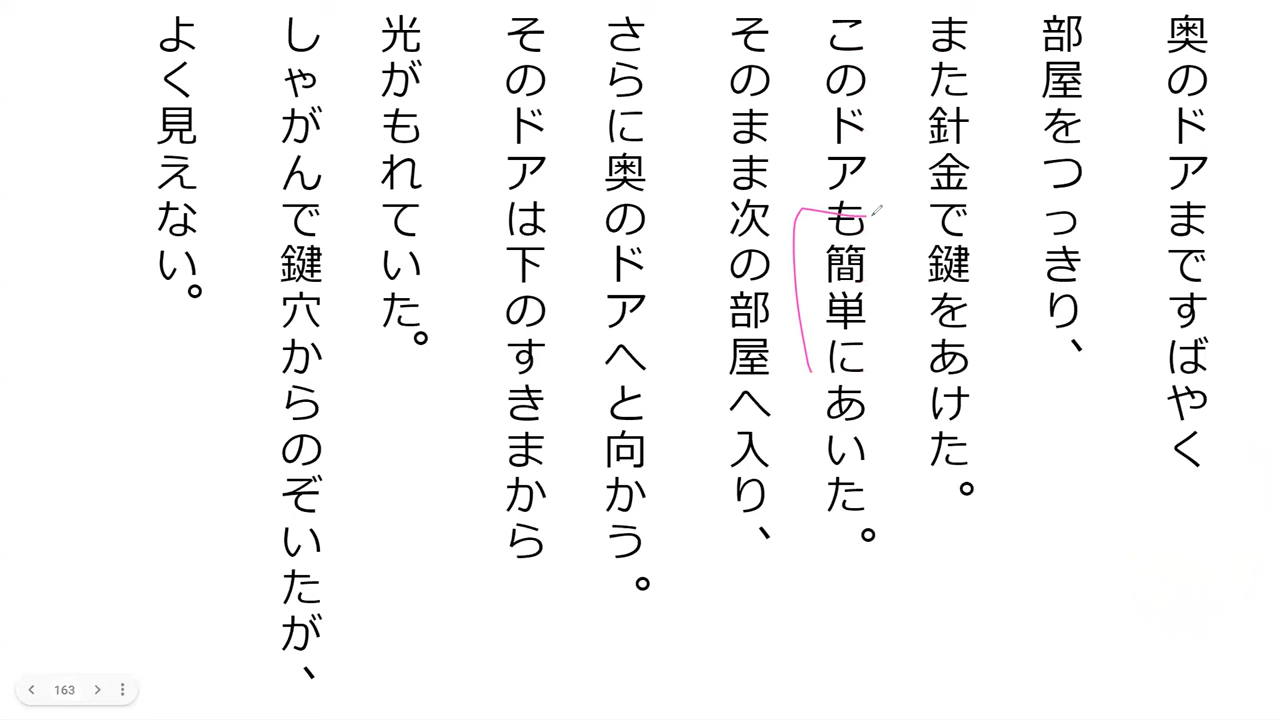 奥のドアまですばやく
部屋をつっきり、
また針金で鍵をあけた。
このドアも簡単にあいた。
そのまま次の部屋へ入り、
さらに奥のドアへと向かう。
そのドアは下のすきまから
光がもれていた。
しゃがんで鍵穴からのぞいたが、
よく見えない。
163